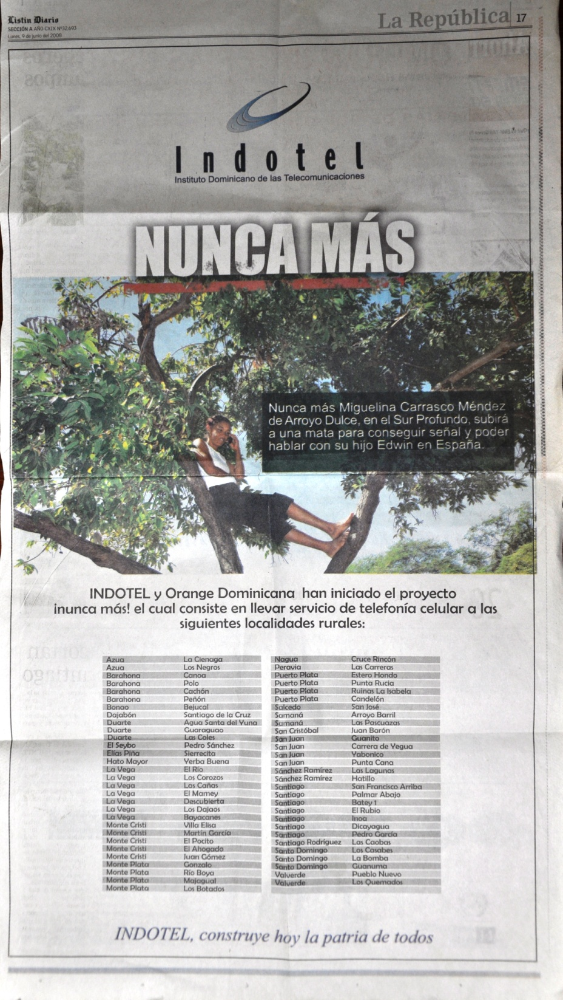 Listín Diario
SECCIÓN A AÑO CXIX Nº32,693
Lunes, 9 de junio del 2008
La República 17
Indotel
Instituto Dominicano de las Telecomunicaciones
NUNCA MÁS
Nunca más Miguelina Carrasco Méndez
de Arroyo Dulce, en el Sur Profundo, subirá
a una mata para conseguir señal y poder
hablar con su hijo Edwin en España.
INDOTEL y Orange Dominicana han iniciado el proyecto
¡nunca más! el cual consiste en llevar servicio de telefonía celular a las
siguientes localidades rurales:
Azua La Cienaga
Azua Los Negros
Barahona Canoa
Barahona Polo
Barahona Cachón
Barahona Peñón
Bonao Bejucal
Dajabón Santiago de la Cruz
Duarte Agua Santa del Yuna
Duarte Guaraguao
Duarte Las Coles
El Seybo Pedro Sánchez
Elías Piña Sierrecita
Hato Mayor Yerba Buena
La Vega El Río
La Vega Los Corozos
La Vega Las Cañas
La Vega El Mamey
La Vega Descubierta
La Vega Los Dajaos
La Vega Bayacanes
Monte Cristi Villa Elisa
Monte Cristi Martín García
Monte Cristi El Pocito
Monte Cristi El Ahogado
Monte Cristi Juan Gómez
Monte Plata Gonzalo
Monte Plata Río Boya
Monte Plata Majagual
Monte Plata Los Botados
Nagua Cruce Rincón
Peravia Las Carreras
Puerto Plata Estero Hondo
Puerto Plata Punta Rucia
Puerto Plata Ruinas La Isabela
Puerto Plata Candelón
Salcedo San José
Samaná Arroyo Barril
Samaná Las Pascuazas
San Cristóbal Juan Barón
San Juan Guanito
San Juan Carrera de Yegua
San Juan Yabonico
San Juan Punta Cana
Sánchez Ramírez Las Lagunas
Sánchez Ramírez Hatillo
Santiago San Francisco Arriba
Santiago Palmar Abajo
Santiago Batey 1
Santiago El Rubio
Santiago Inoa
Santiago Dicayagua
Santiago Pedro García
Santiago Rodríguez Las Caobas
Santo Domingo Los Casabes
Santo Domingo La Bomba
Santo Domingo Guanuma
Valverde Pueblo Nuevo
Valverde Los Quemados
INDOTEL, construye hoy la patria de todos